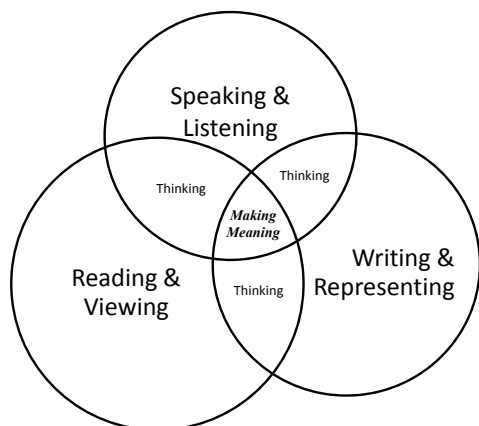 Speaking &
Listening
Thinking
Thinking
Making
Meaning
Reading &
Viewing
Writing &
Representing
Thinking